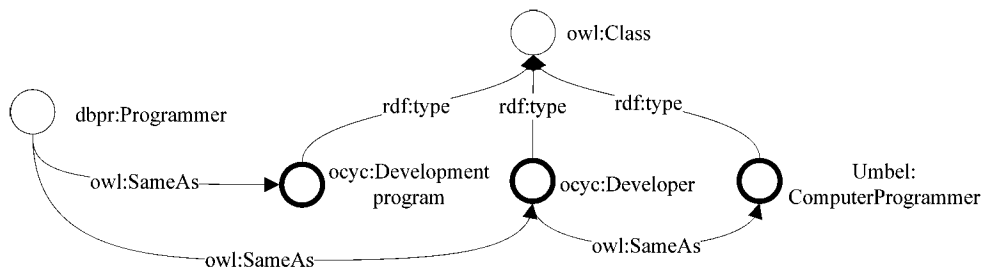 owl:Class
rdf:type
rdf:type
rdf:type
dbpr:Programmer
owl:SameAs
ocyc:Development
program
ocyc:Developer
Umbel:
ComputerProgrammer
owl:SameAs
owl:SameAs